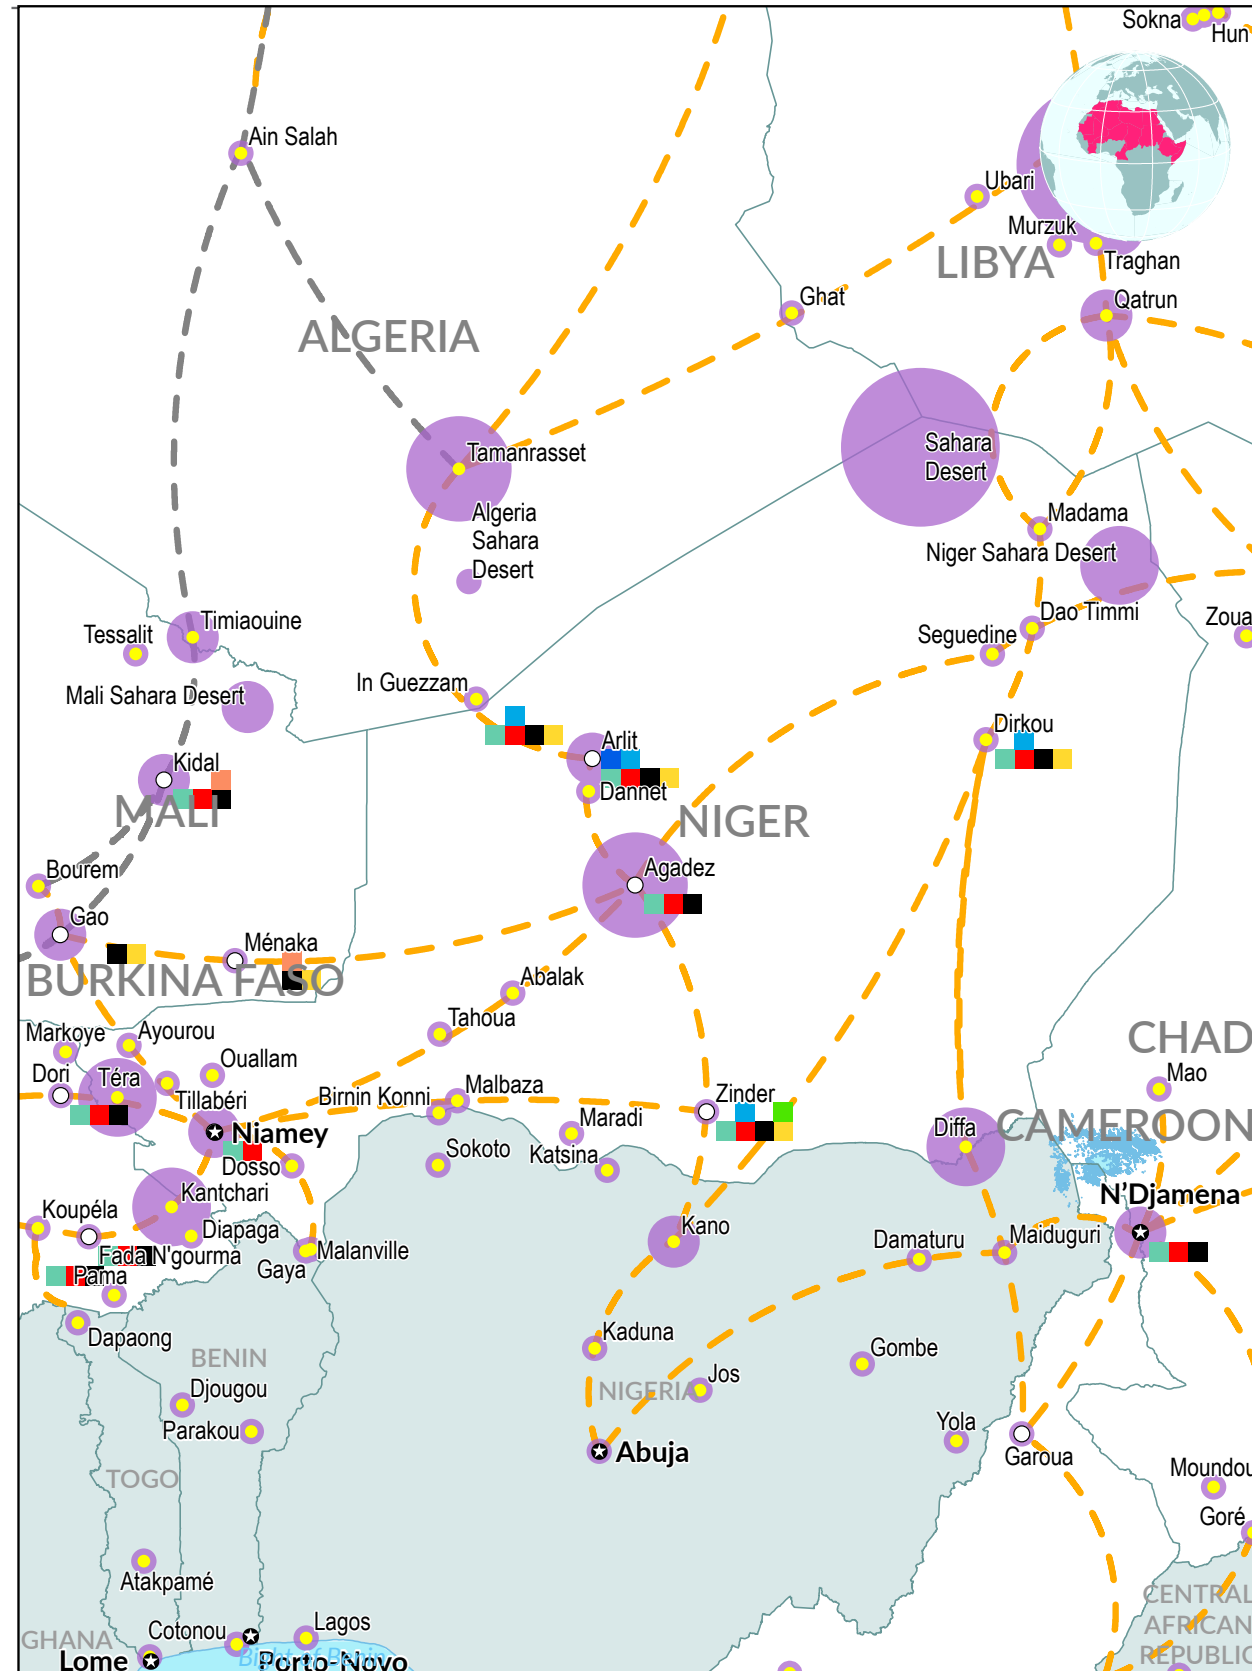 Sokna
Hun
Ain Salah
Ubari
Murzuk
LIBYA
Traghan
Ghat
Qatrun
ALGERIA
Tamanrasset
Sahara
Desert
Algeria
Sahara
Desert
Madama
Niger Sahara Desert
Timiaouine
Tessalit
Dao Timmi
Zoua
Seguedine
Mali Sahara Desert
In Guezzam
Dirkou
Arlit
Kidal
Dannet
MALI
NIGER
Bourem
Agadez
Gao
Ménaka
BURKINA FASO
Abalak
Tahoua
Markoye
Ayourou
CHAD
Ouallam
Dori
Téra
Mao
Tillabéri
Birnin Konni
Malbaza
Zinder
Maradi
Niamey
Diffa
CAMEROON
Dosso
Sokoto
Katsina
Kantchari
N'Djamena
Koupéla
Diapaga
Kano
Damaturu
Maiduguri
Fada N'gourma
Malanville
Gaya
Pama
Dapaong
Kaduna
Gombe
BENIN
Djougou
NIGERIA
Jos
Parakou
Yola
Abuja
Garoua
TOGO
Moundou
Goré
Atakpamé
CENTRAL
AFRICAN
REPUBLIC
Cotonou
Lagos
GHANA
Lome
Bight of Benin
Porto-Novo